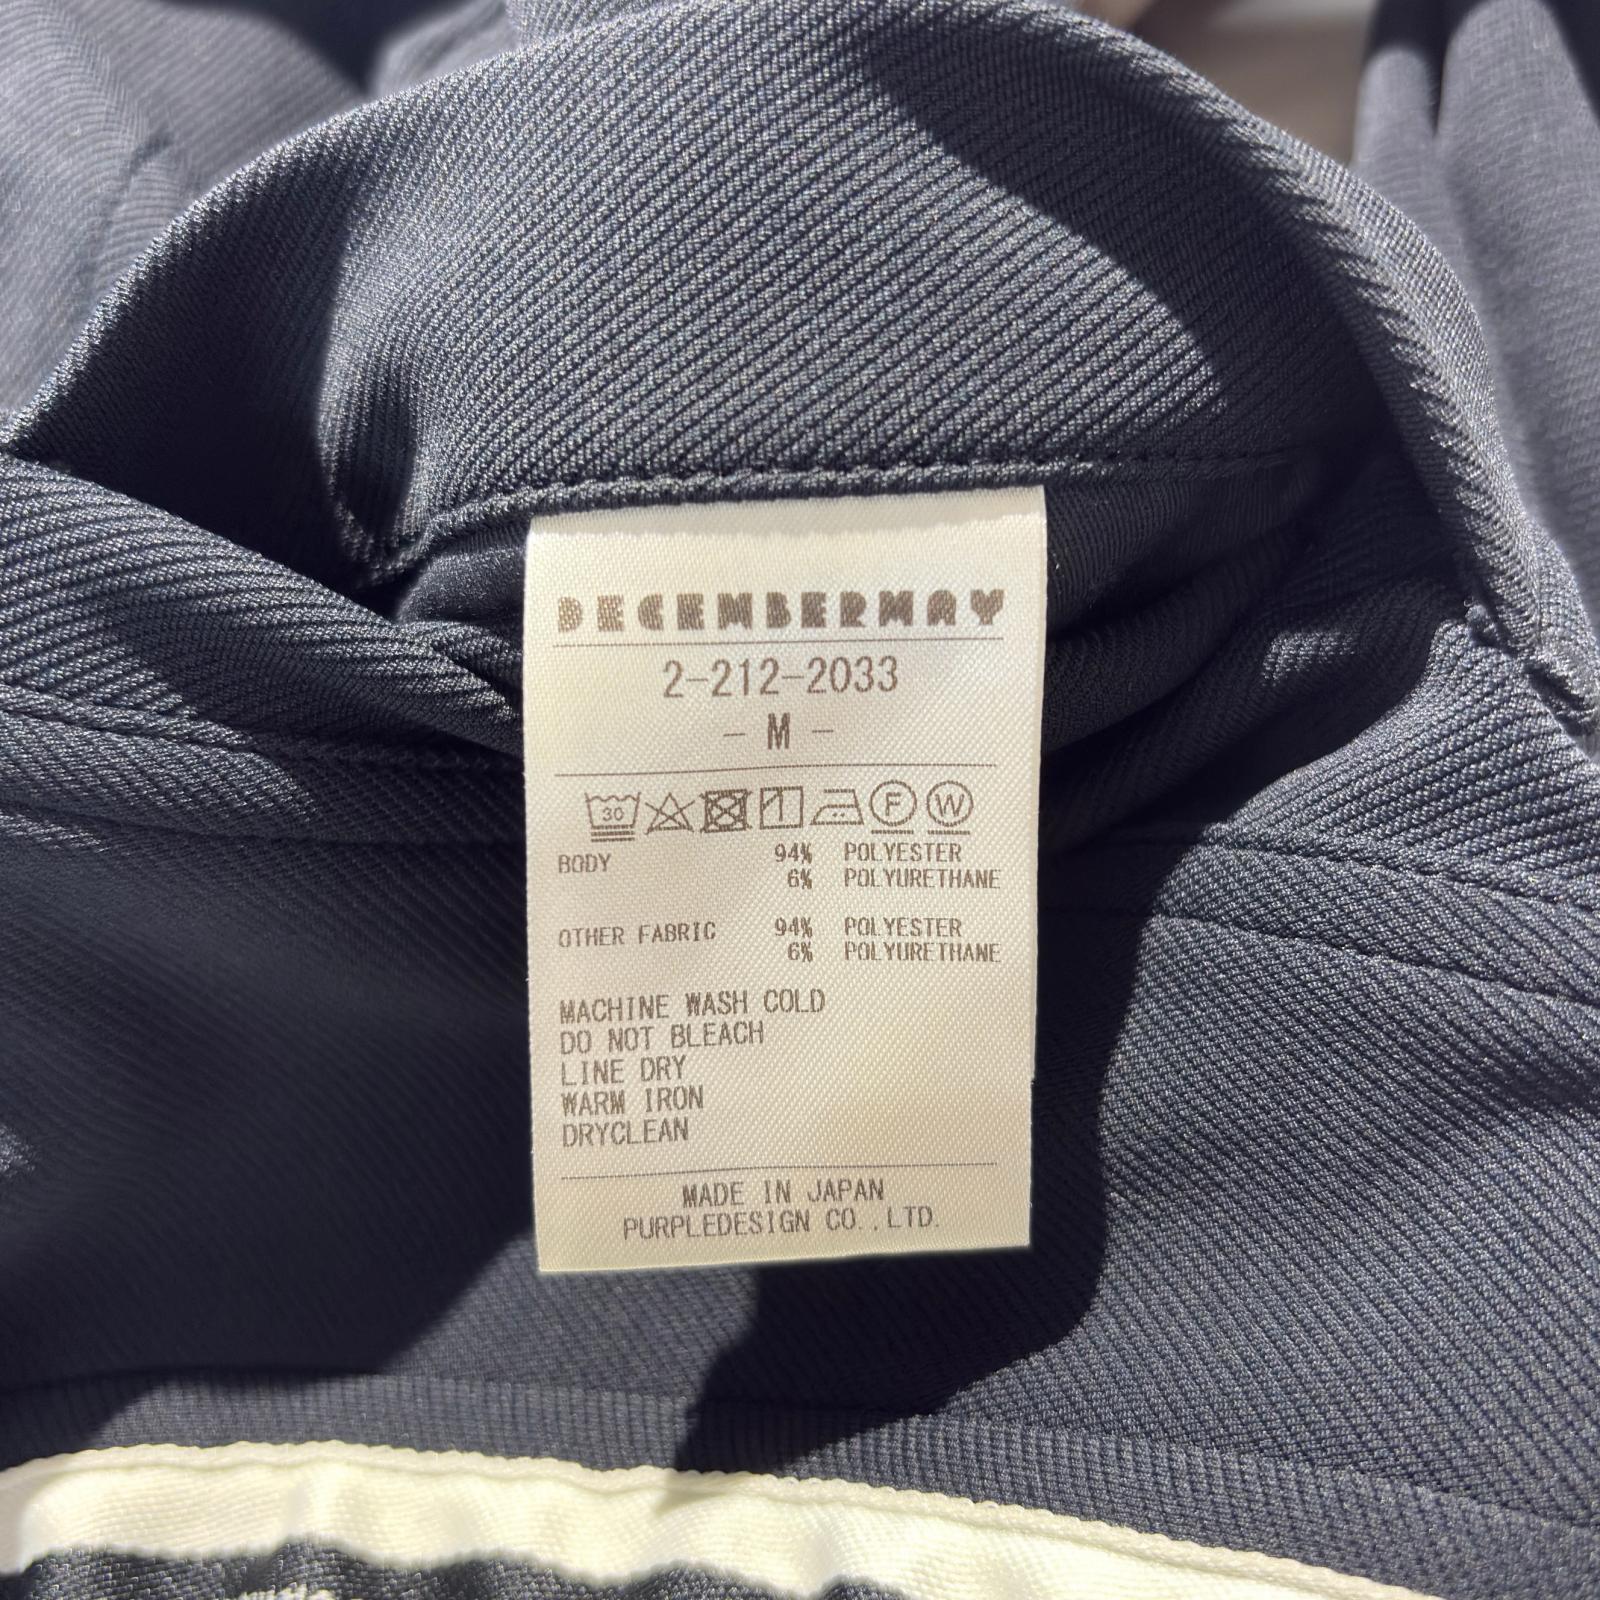 DECEMBERMAY
2-212-2033
- M -
30 F W
BODY 94% POLYESTER
6% POLYURETHANE
OTHER FABRIC 94% POLYESTER
6% POLYURETHANE
MACHINE WASH COLD
DO NOT BLEACH
LINE DRY
WARM IRON
DRYCLEAN
MADE IN JAPAN
PURPLEDESIGN CO.,LTD.